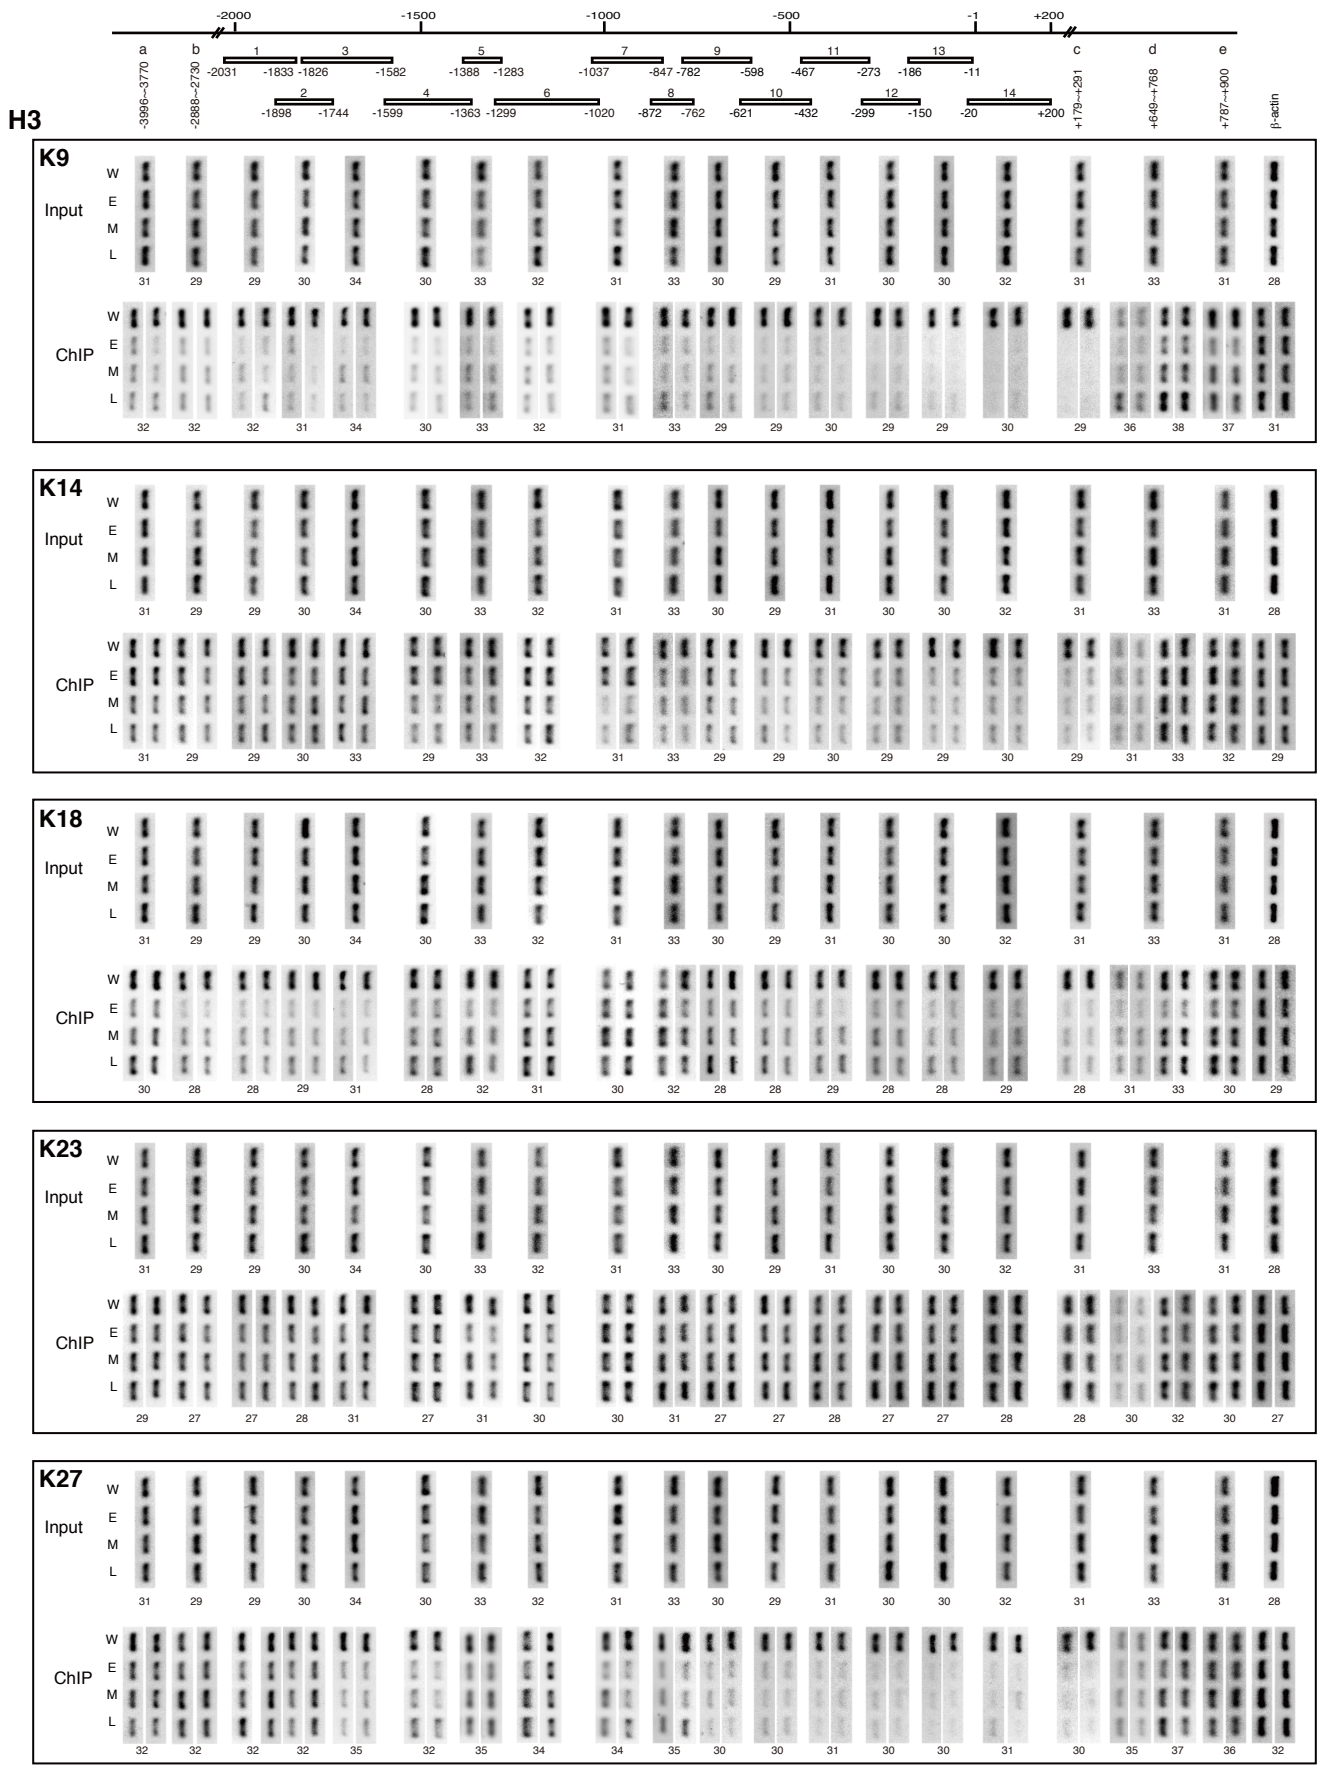 -2000 -1500 -1000 -500 -1 +200
a b 1 3 5 7 9 11 13 c d e
-2031 -1833 -1826 -1582 -1388 -1283 -1037 -847 -782 -598 -467 -273 -186 -11
2 4 6 8 10 12 14
-1898 -1744 -1599 -1363 -1299 -1020 -872 -762 -621 -432 -299 -150 -20 +200
-3996~-3770 -2888~-2730 +179~+291 +649~+768 +787~+900 β-actin
H3
K9
W
E
Input
M
L
31 29 29 30 34 30 33 32 31 33 30 29 31 30 30 32 31 33 31 28
W
E
ChIP
M
L
32 32 32 31 34 30 33 32 31 33 29 29 30 29 29 30 29 36 38 37 31
K14
W
E
Input
M
L
31 29 29 30 34 30 33 32 31 33 30 29 31 30 30 32 31 33 31 28
W
E
ChIP
M
L
31 29 29 30 33 29 33 32 31 33 29 29 30 29 29 30 29 31 33 32 29
K18
W
E
Input
M
L
31 29 29 30 34 30 33 32 31 33 30 29 31 30 30 32 31 33 31 28
W
E
ChIP
M
L
30 28 28 29 31 28 32 31 30 32 28 28 29 28 28 29 28 31 33 30 29
K23
W
E
Input
M
L
31 29 29 30 34 30 33 32 31 33 30 29 31 30 30 32 31 33 31 28
W
E
ChIP
M
L
29 27 27 28 31 27 31 30 30 31 27 27 28 27 27 28 28 30 32 30 27
K27
W
E
Input
M
L
31 29 29 30 34 30 33 32 31 33 30 29 31 30 30 32 31 33 31 28
W
E
ChIP
M
L
32 32 32 32 35 32 35 34 34 35 30 30 31 30 30 31 30 35 37 36 32